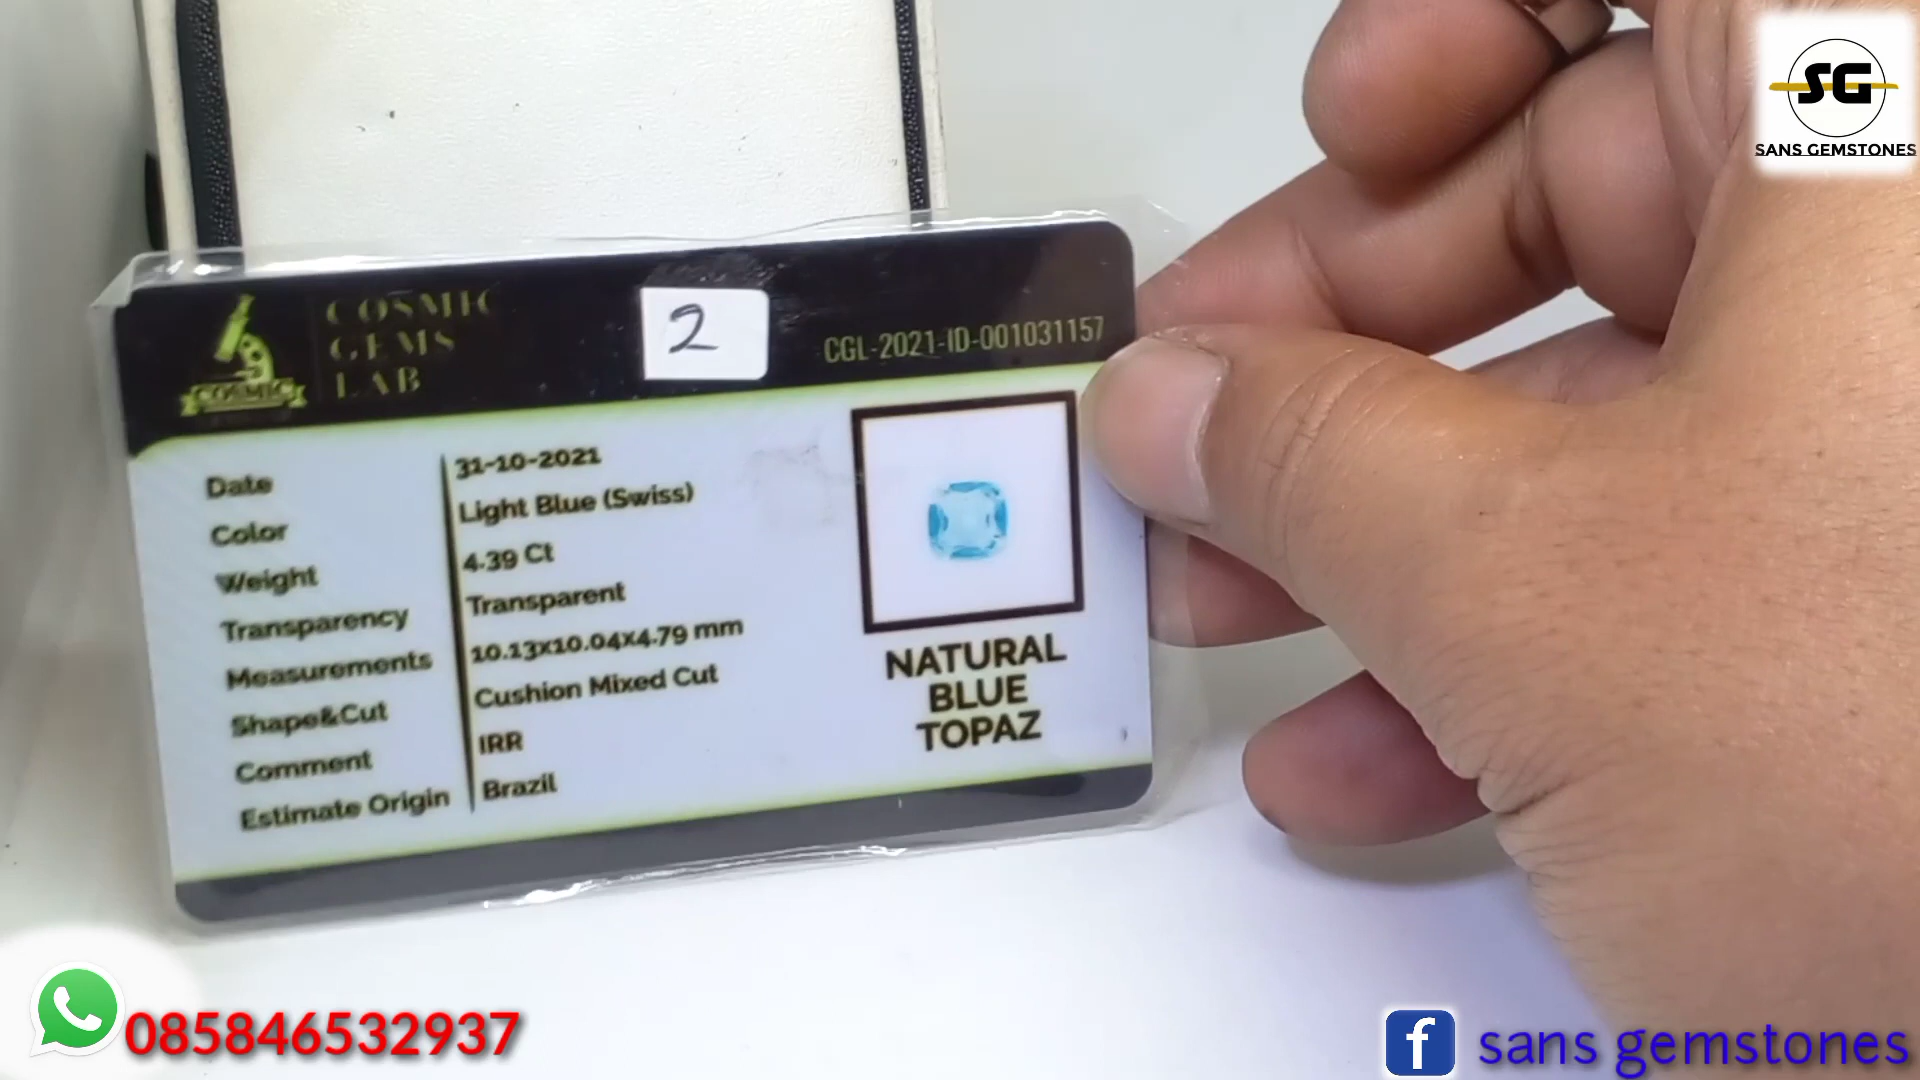 SG
SANS GEMSTONES
COSMIC
GEMS
LAB
COSMIC
2
CGL-2021-ID-001031157
Date 31-10-2021
Color Light Blue (Swiss)
Weight 4.39 Ct
Transparency Transparent
Measurements 10.13x10.04x4.79 mm
Shape&Cut Cushion Mixed Cut
Comment IRR
Estimate Origin Brazil
NATURAL
BLUE
TOPAZ
085846532937
f sans gemstones